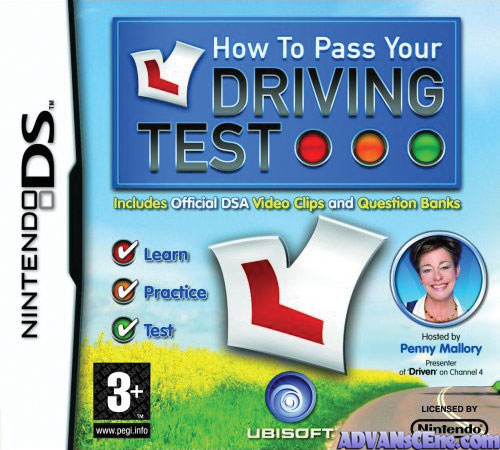 NINTENDO DS™
How To Pass Your
DRIVING
TEST
Includes Official DSA Video Clips and Question Banks
Learn
Practice
Test
Hosted by
Penny Mallory
Presenter
of 'Driven' on Channel 4
3+
www.pegi.info
UBISOFT
LICENSED BY
Nintendo
ADVANsCEne.com